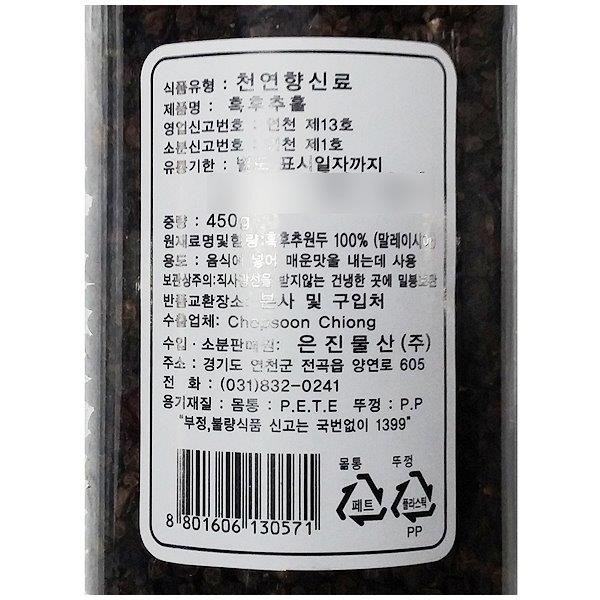 식품유형 : 천연향신료
제품명 : 흑후추홀
영업신고번호 : 연천 제13호
소분신고번호 : 제1호
유통기한 : 별도 표시일자까지
중량 : 450g
원재료명및함량:흑후추원두 100% (말레이시아)
용도 : 음식에 넣어 매운맛을 내는데 사용
보관상주의:직사광선을 받지않는 건냉한 곳에 밀봉보관
반품교환장소: 본사 및 구입처
수출업체: Chopsoon Chiong
수입 · 소분판매원: 은진물산(주)
주소 : 경기도 연천군 전곡읍 양연로 605
전 화 : (031)832-0241
용기재질 : 몸통 : P.E.T.E 뚜껑 : P.P
"부정,불량식품 신고는 국번없이 1399"
몲통 뚜껑
페트 플라스틱
PP
8 801606 130571